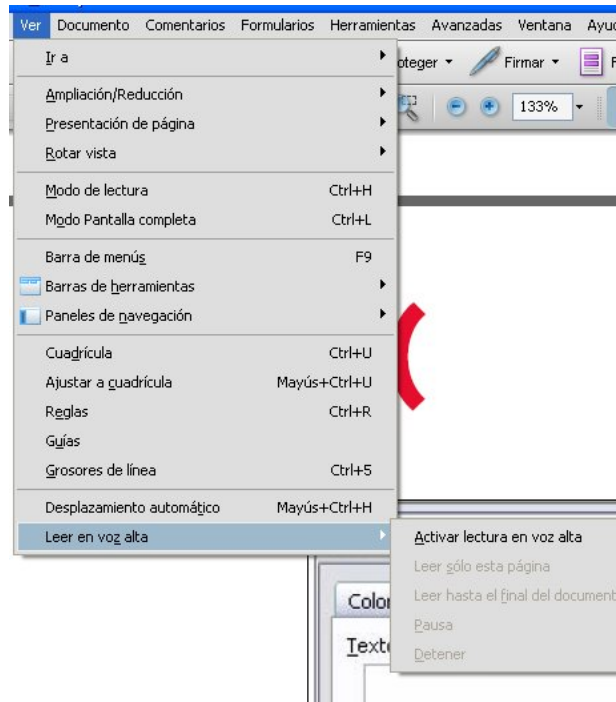 Ver Documento Comentarios Formularios Herramientas Avanzadas Ventana
Ir a
Firmar
Ampliación/Reducción
133%
Presentación de página
Rotar vista
Modo de lectura Ctrl+H
Modo Pantalla completa Ctrl+L
Barra de menús F9
Barras de herramientas
Paneles de navegación
Cuadrícula Ctrl+U
Ajustar a cuadrícula Mayús+Ctrl+U
Reglas Ctrl+R
Guías
Grosores de línea Ctrl+5
Desplazamiento automático Mayús+Ctrl+H
Leer en voz alta
Activar lectura en voz alta
Leer sólo esta página
Leer hasta el final del document
Pausa
Detener